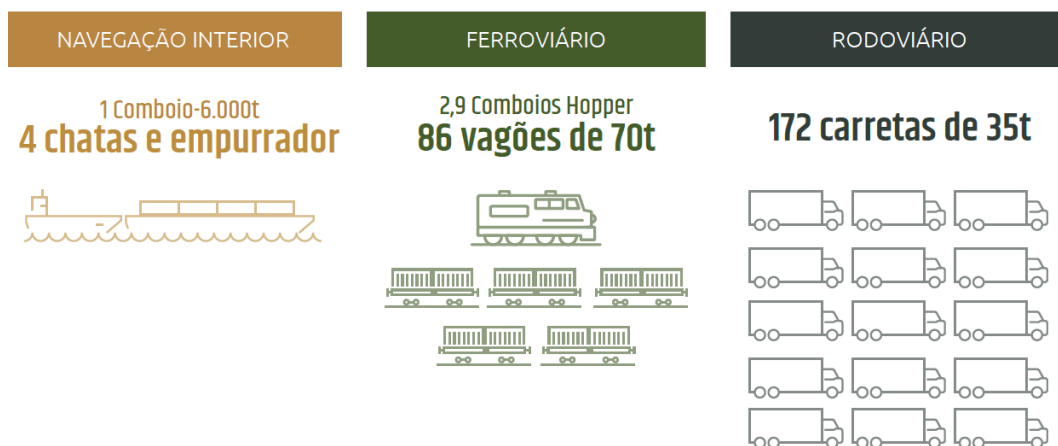 NAVEGAÇÃO INTERIOR
1 Comboio-6.000t
4 chatas e empurrador
FERROVIÁRIO
2,9 Comboios Hopper
86 vagões de 70t
RODOVIÁRIO
172 carretas de 35t